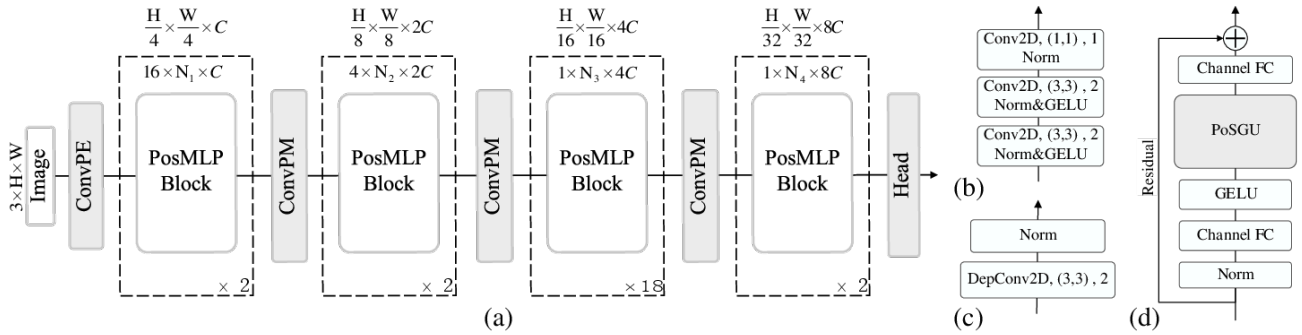 H/4 × W/4 × C
H/8 × W/8 × 2C
H/16 × W/16 × 4C
H/32 × W/32 × 8C
16 × N₁ × C
4 × N₂ × 2C
1 × N₃ × 4C
1 × N₄ × 8C
3×H×W
Image
ConvPE
PosMLP
Block
× 2
ConvPM
PosMLP
Block
× 2
ConvPM
PosMLP
Block
×18
ConvPM
PosMLP
Block
× 2
Head
(a)
Conv2D, (1,1) , 1
Norm
Conv2D, (3,3) , 2
Norm&GELU
Conv2D, (3,3) , 2
Norm&GELU
(b)
Norm
DepConv2D, (3,3) , 2
(c)
Channel FC
PoSGU
GELU
Channel FC
Norm
Residual
(d)